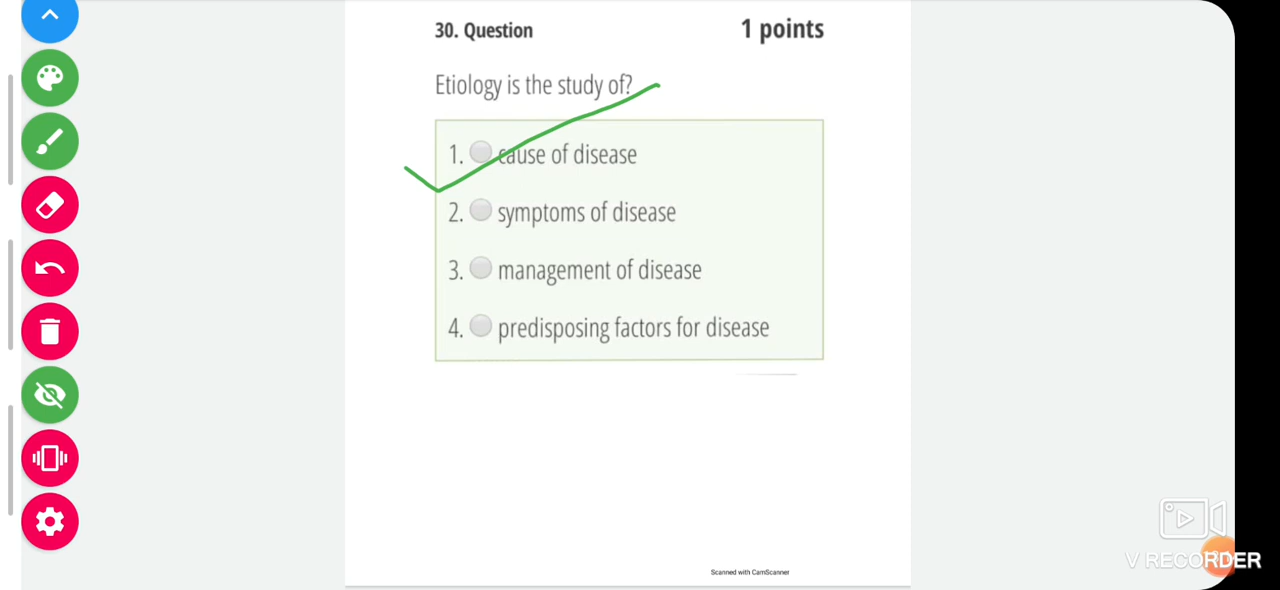 30. Question 1 points
Etiology is the study of?
1. cause of disease
2. symptoms of disease
3. management of disease
4. predisposing factors for disease
Scanned with CamScanner
V RECORDER